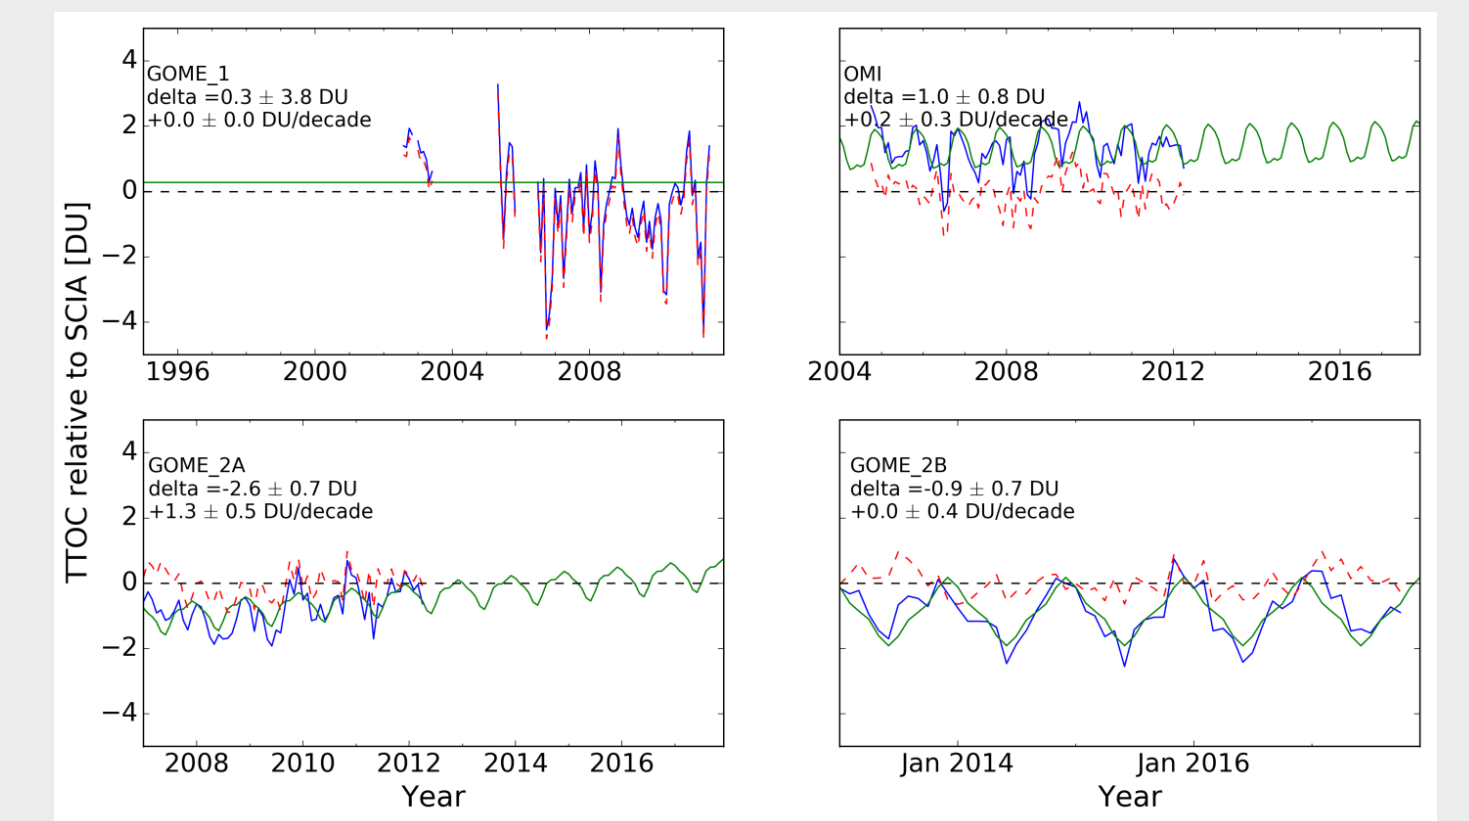 TTOC relative to SCIA [DU]
4
2
0
−2
−4
GOME_1
delta =0.3 ± 3.8 DU
+0.0 ± 0.0 DU/decade
1996 2000 2004 2008
OMI
delta =1.0 ± 0.8 DU
+0.2 ± 0.3 DU/decade
2004 2008 2012 2016
4
2
0
−2
−4
GOME_2A
delta =-2.6 ± 0.7 DU
+1.3 ± 0.5 DU/decade
2008 2010 2012 2014 2016
Year
GOME_2B
delta =-0.9 ± 0.7 DU
+0.0 ± 0.4 DU/decade
Jan 2014 Jan 2016
Year